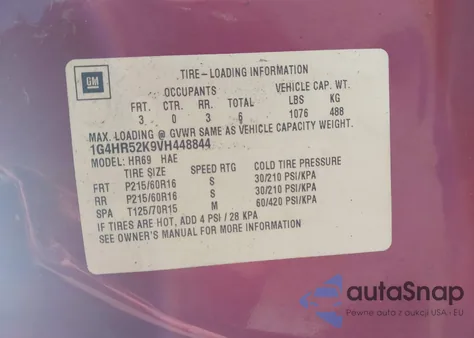 GM
TIRE-LOADING INFORMATION
OCCUPANTS VEHICLE CAP. WT.
FRT. CTR. RR. TOTAL LBS KG
3 0 3 6 1076 488
MAX. LOADING @ GVWR SAME AS VEHICLE CAPACITY WEIGHT.
1G4HR52K9VH448844
MODEL: HR69 HAE
TIRE SIZE SPEED RTG COLD TIRE PRESSURE
FRT P215/60R16 S 30/210 PSI/KPA
RR P215/60R16 S 30/210 PSI/KPA
SPA T125/70R15 M 60/420 PSI/KPA
IF TIRES ARE HOT, ADD 4 PSI / 28 KPA
SEE OWNER'S MANUAL FOR MORE INFORMATION
autaSnap
Pewne auta z aukcji USA · EU